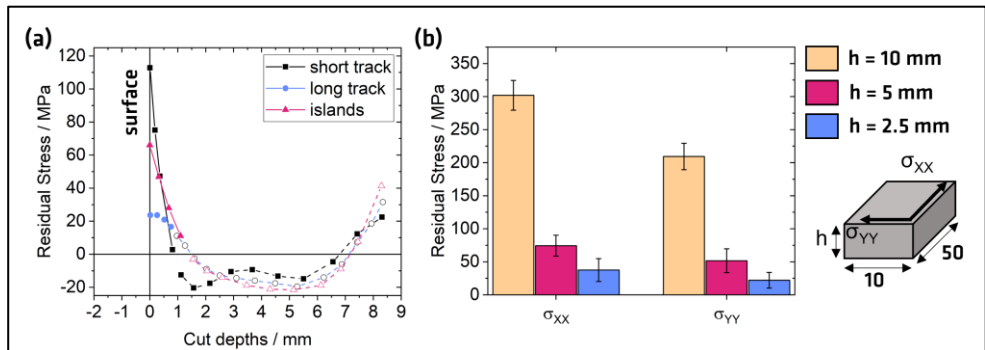 (a)
120
100
80
60
40
20
0
-20
Residual Stress / MPa
surface
short track
long track
islands
-2 -1 0 1 2 3 4 5 6 7 8 9
Cut depths / mm
(b)
350
300
250
200
150
100
50
0
Residual Stress / MPa
σXX
σYY
h = 10 mm
h = 5 mm
h = 2.5 mm
σXX
σYY
h
50
10